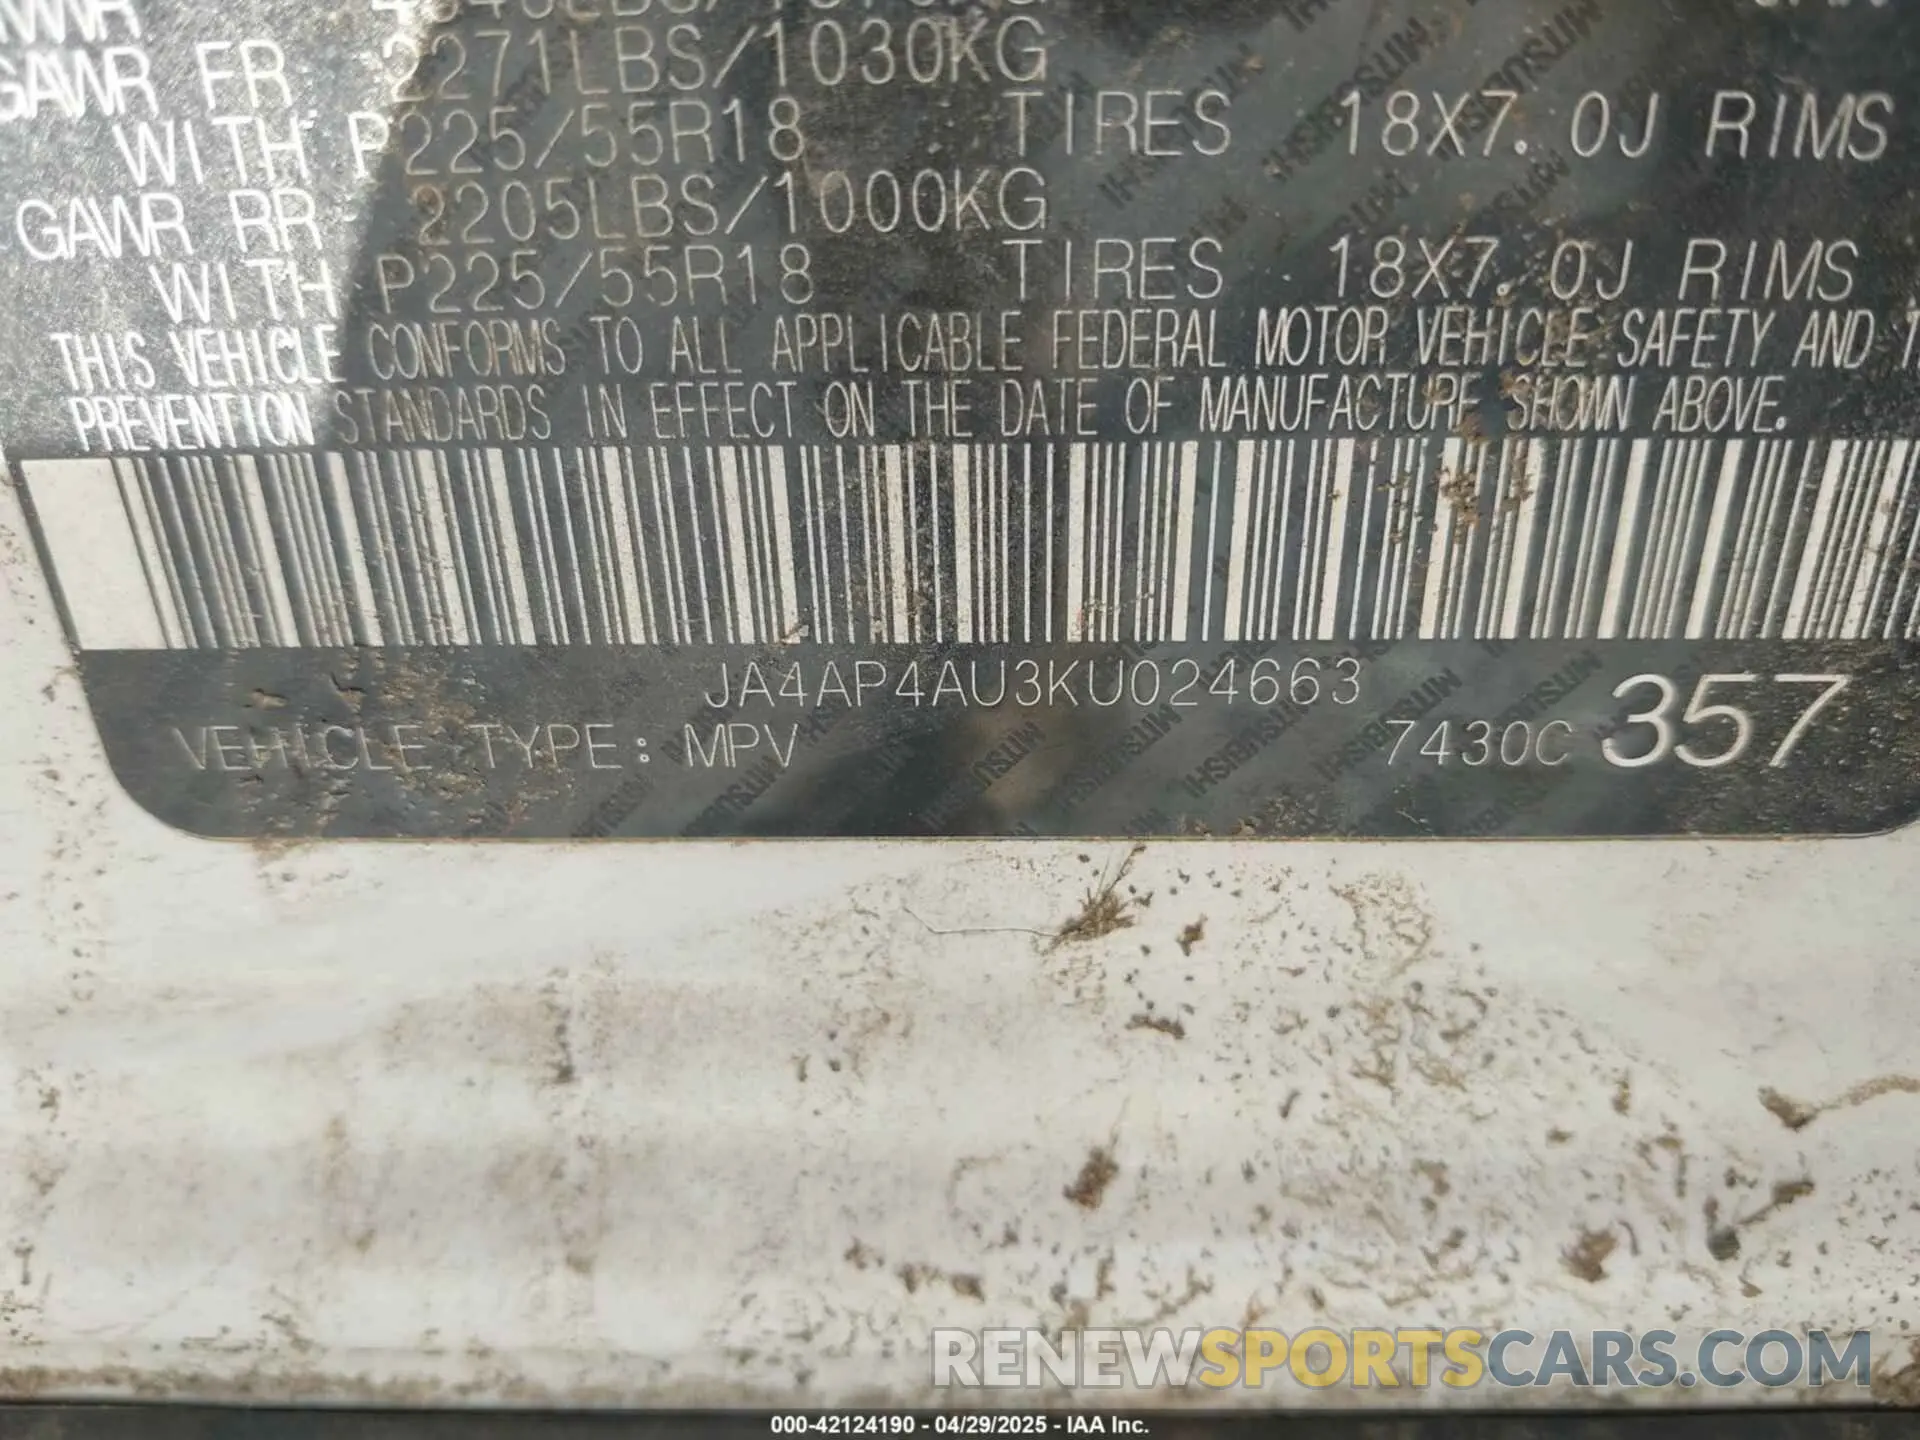 GAWR FR 2271LBS/1030KG
WITH P225/55R18 TIRES 18X7.0J RIMS
GAWR RR 2205LBS/1000KG
WITH P225/55R18 TIRES 18X7.0J RIMS
THIS VEHICLE CONFORMS TO ALL APPLICABLE FEDERAL MOTOR VEHICLE SAFETY AND
PREVENTION STANDARDS IN EFFECT ON THE DATE OF MANUFACTURE SHOWN ABOVE.
JA4AP4AU3KU024663
VEHICLE TYPE: MPV 7430C 357
RENEWSPORTSCARS.COM
000-42124190 - 04/29/2025 - IAA Inc.